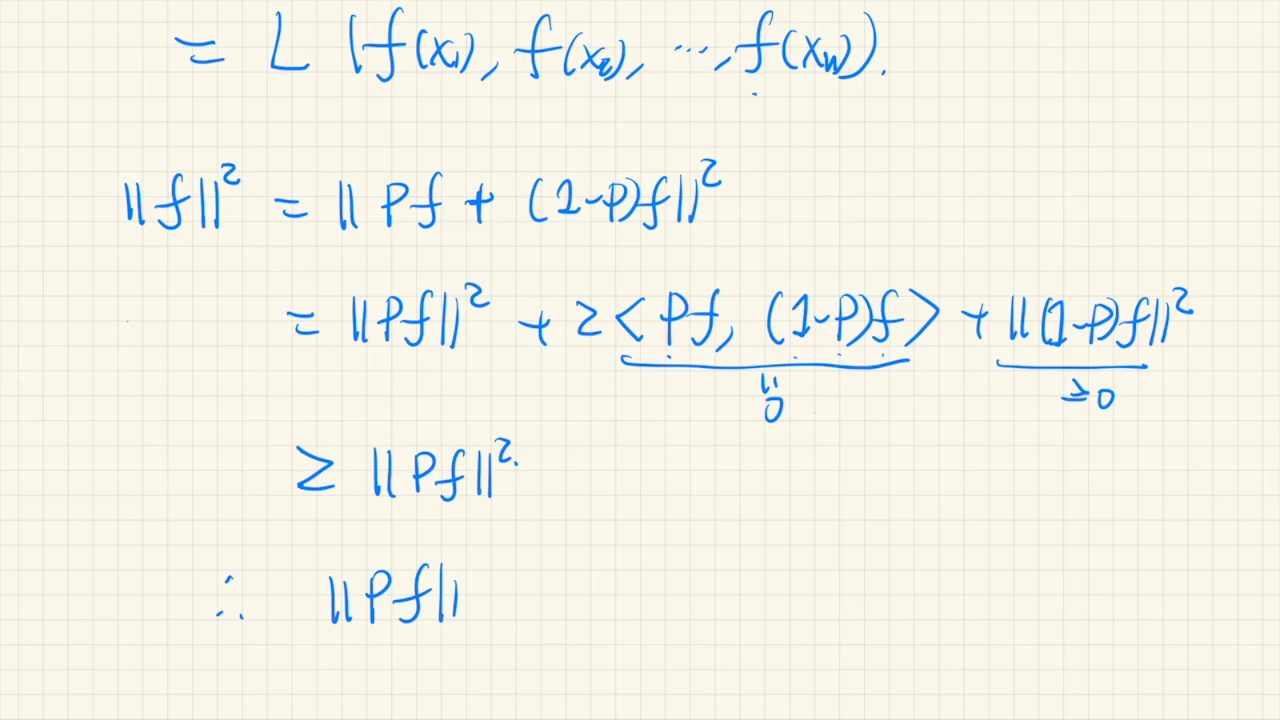 = L (f(x₁), f(x₂), ..., f(x_N)).
||f||² = ||Pf + (1-P)f||²
= ||Pf||² + 2<Pf, (1-P)f> + ||(1-P)f||²
= 0 ≥0
≥ ||Pf||².
∴ ||Pf||